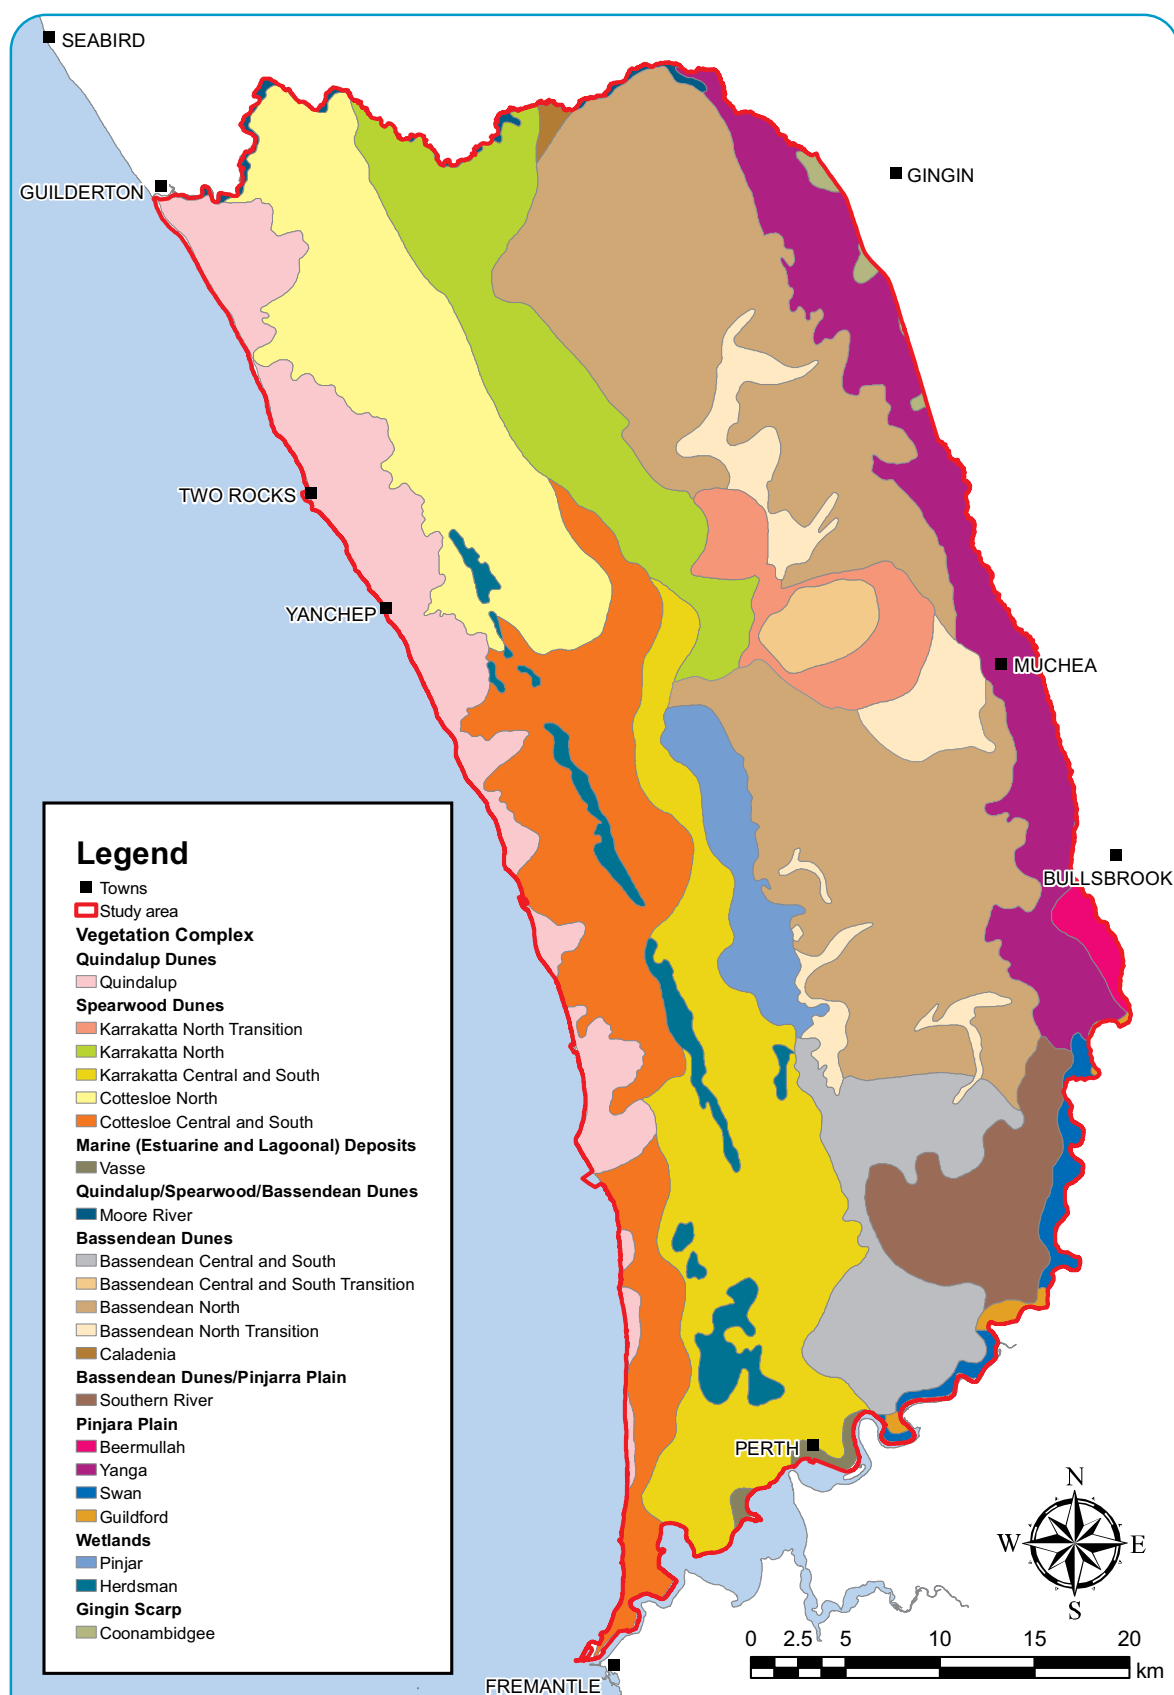 SEABIRD
GUILDERTON
GINGIN
TWO ROCKS
YANCHEP
MUCHEA
BULLSBROOK
PERTH
FREMANTLE
Legend
Towns
Study area
Vegetation Complex
Quindalup Dunes
Quindalup
Spearwood Dunes
Karrakatta North Transition
Karrakatta North
Karrakatta Central and South
Cottesloe North
Cottesloe Central and South
Marine (Estuarine and Lagoonal) Deposits
Vasse
Quindalup/Spearwood/Bassendean Dunes
Moore River
Bassendean Dunes
Bassendean Central and South
Bassendean Central and South Transition
Bassendean North
Bassendean North Transition
Caladenia
Bassendean Dunes/Pinjarra Plain
Southern River
Pinjara Plain
Beermullah
Yanga
Swan
Guildford
Wetlands
Pinjar
Herdsman
Gingin Scarp
Coonambidgee
N
W E
S
0 2.5 5 10 15 20
km